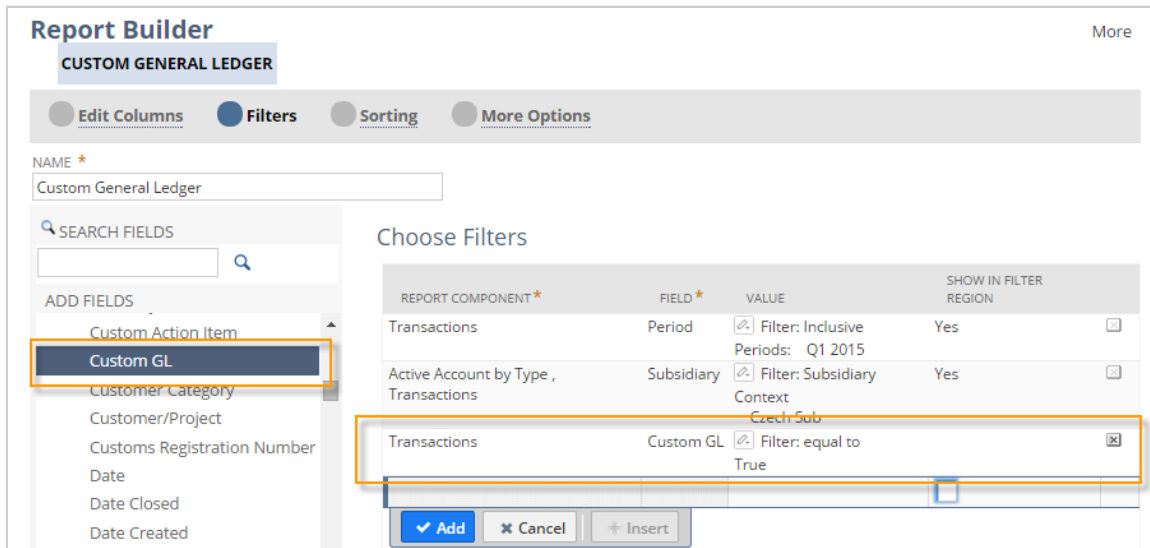 Report Builder
More
CUSTOM GENERAL LEDGER
Edit Columns Filters Sorting More Options
NAME *
Custom General Ledger
SEARCH FIELDS
ADD FIELDS
Custom Action Item
Custom GL
Customer Category
Customer/Project
Customs Registration Number
Date
Date Closed
Date Created
Choose Filters
REPORT COMPONENT * FIELD * VALUE SHOW IN FILTER
REGION
Transactions Period Filter: Inclusive Yes
Periods: Q1 2015
Active Account by Type , Subsidiary Filter: Subsidiary Yes
Transactions Context
Czech Sub
Transactions Custom GL Filter: equal to
True
Add Cancel Insert